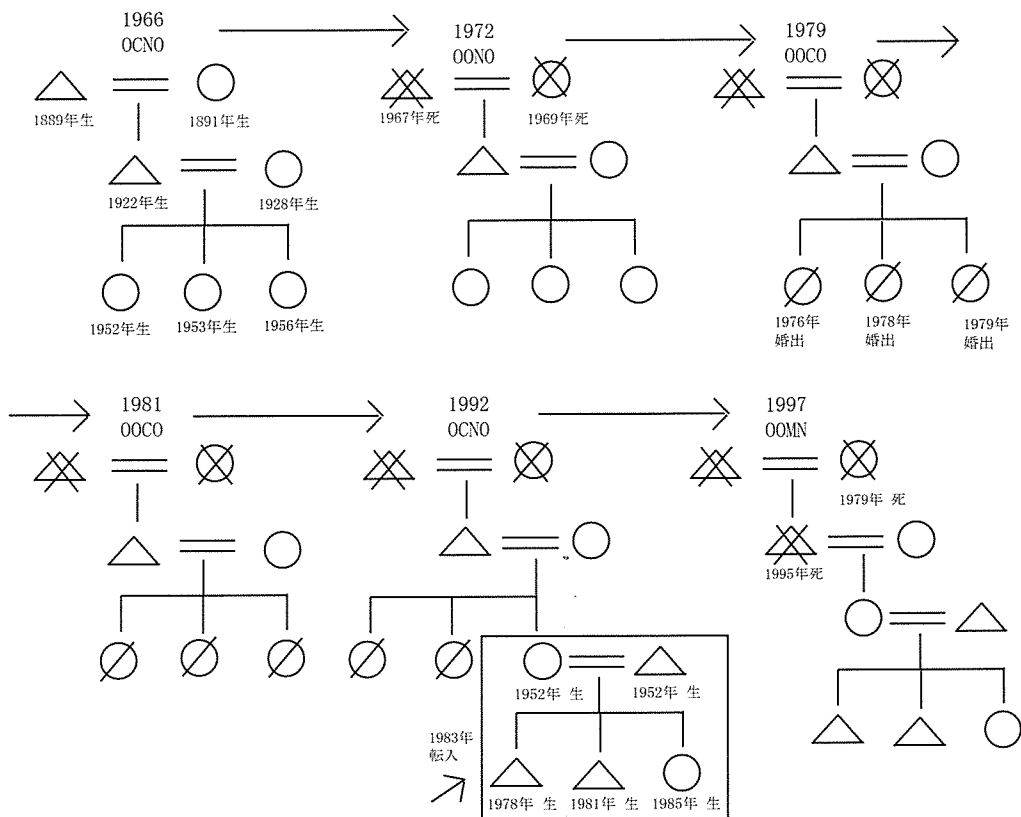 1966
OCNO
1972
OONO
1979
OOCO
1889年生
1891年生
1967年死
1969年死
1922年生
1928年生
1952年生
1953年生
1956年生
1976年
婚出
1978年
婚出
1979年
婚出
1981
OOCO
1992
OCNO
1997
OOMN
1979年 死
1995年死
1952年 生
1952年 生
1983年
転入
1978年 生
1981年 生
1985年 生